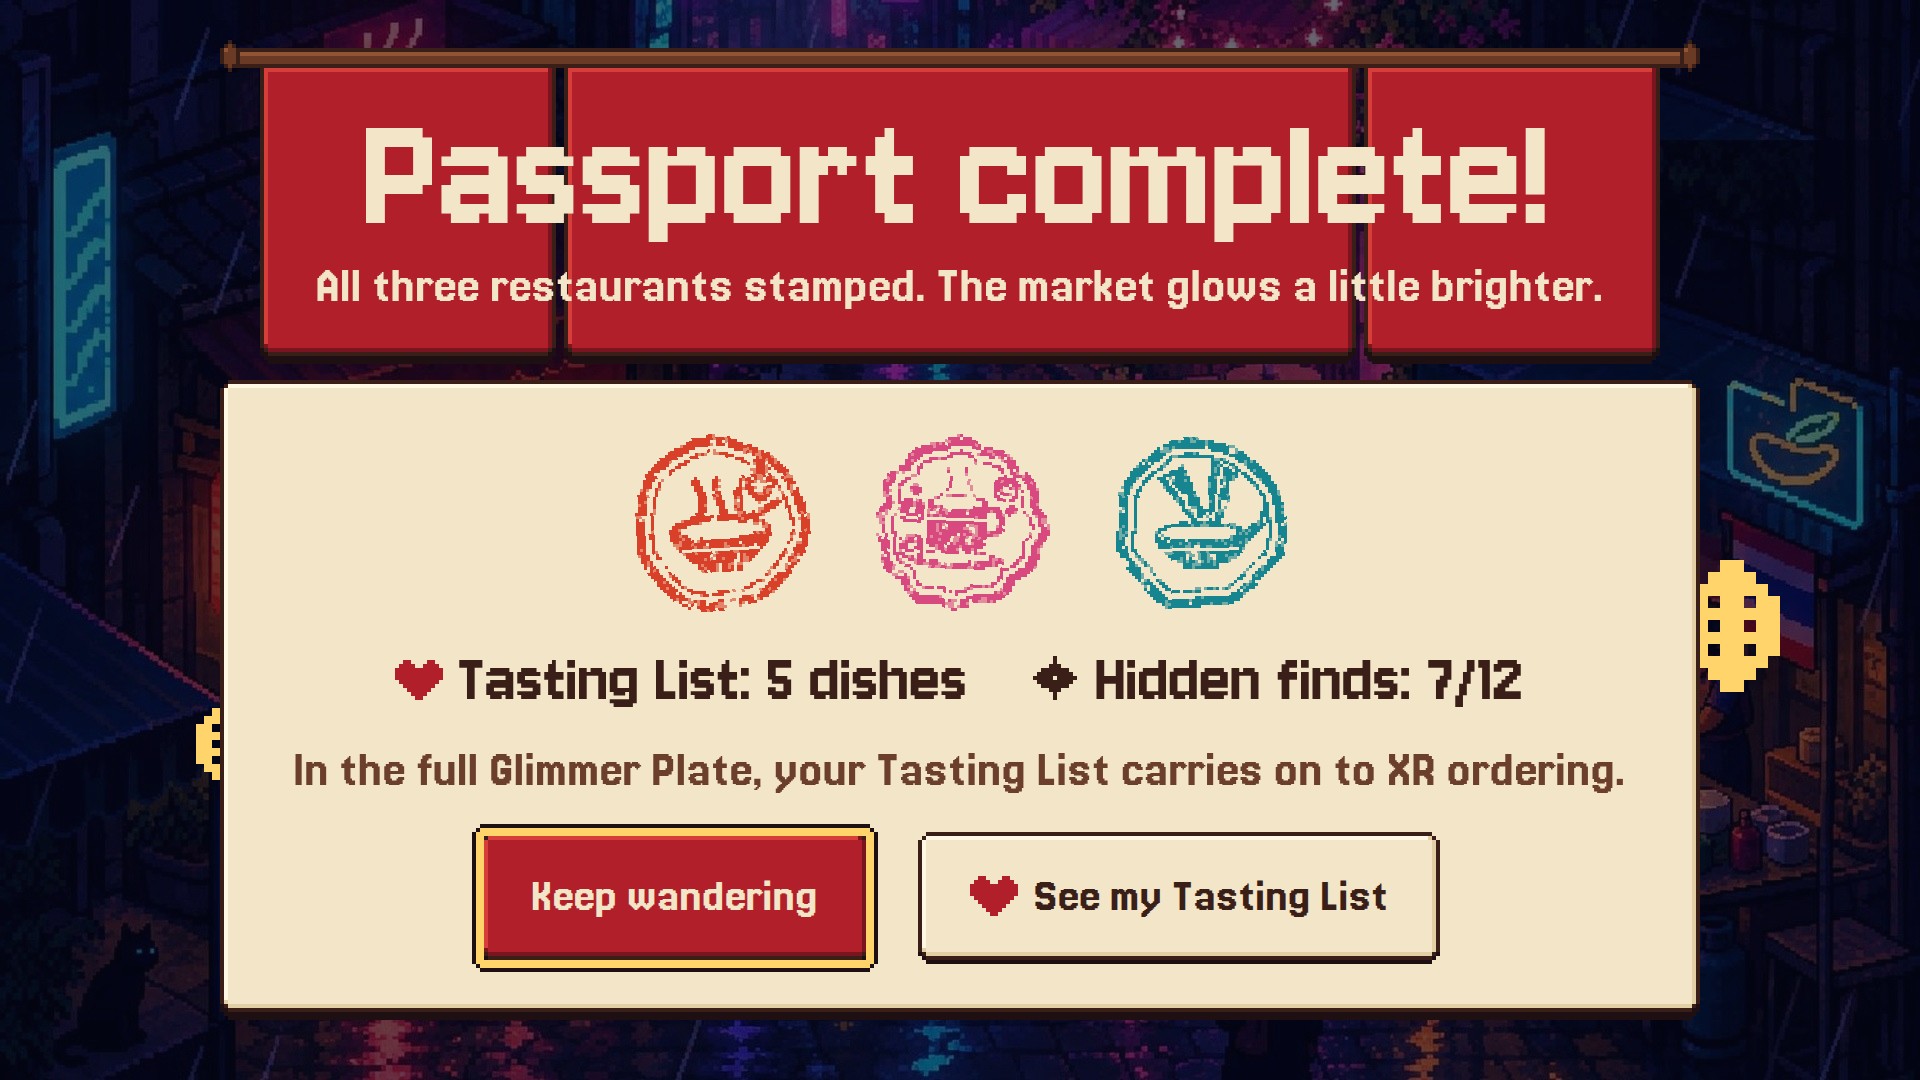 Passport complete!
All three restaurants stamped. The market glows a little brighter.
Tasting List: 5 dishes
Hidden finds: 7/12
In the full Glimmer Plate, your Tasting List carries on to XR ordering.
Keep wandering
See my Tasting List